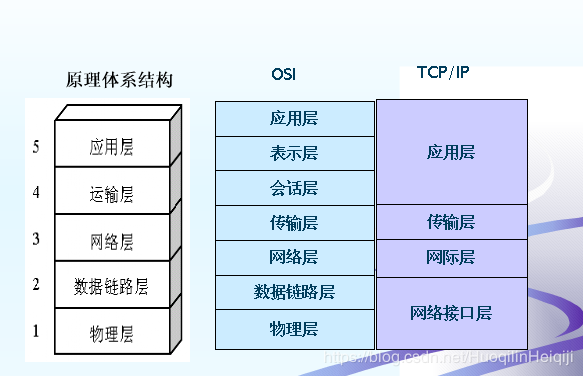 原理体系结构
OSI
TCP/IP
5
应用层
4
运输层
3
网络层
2
数据链路层
1
物理层
应用层
表示层
会话层
传输层
网络层
数据链路层
物理层
应用层
传输层
网际层
网络接口层
https://blog.csdn.net/HuoqilinHeiqiji